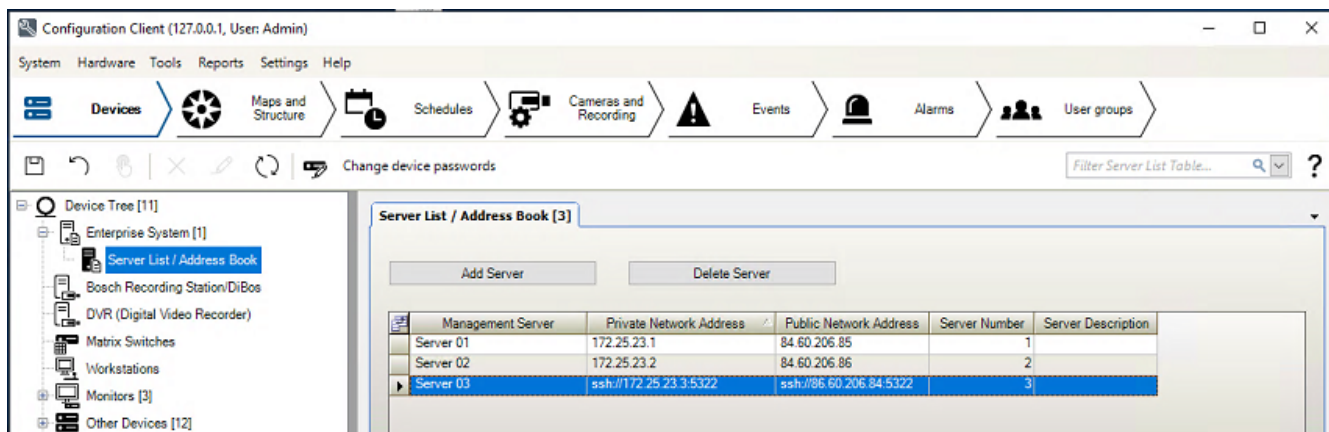 Configuration Client (127.0.0.1, User: Admin)
System Hardware Tools Reports Settings Help
Devices Maps and Structure Schedules Cameras and Recording Events Alarms User groups
Change device passwords Filter Server List Table... ?
Device Tree [11]
Enterprise System [1]
Server List / Address Book
Bosch Recording Station/DiBos
DVR (Digital Video Recorder)
Matrix Switches
Workstations
Monitors [3]
Other Devices [12]
Server List / Address Book [3]
Add Server Delete Server
Management Server Private Network Address Public Network Address Server Number Server Description
Server 01 172.25.23.1 84.60.206.85 1
Server 02 172.25.23.2 84.60.206.86 2
Server 03 ssh://172.25.23.3:5322 ssh://86.60.206.84:5322 3